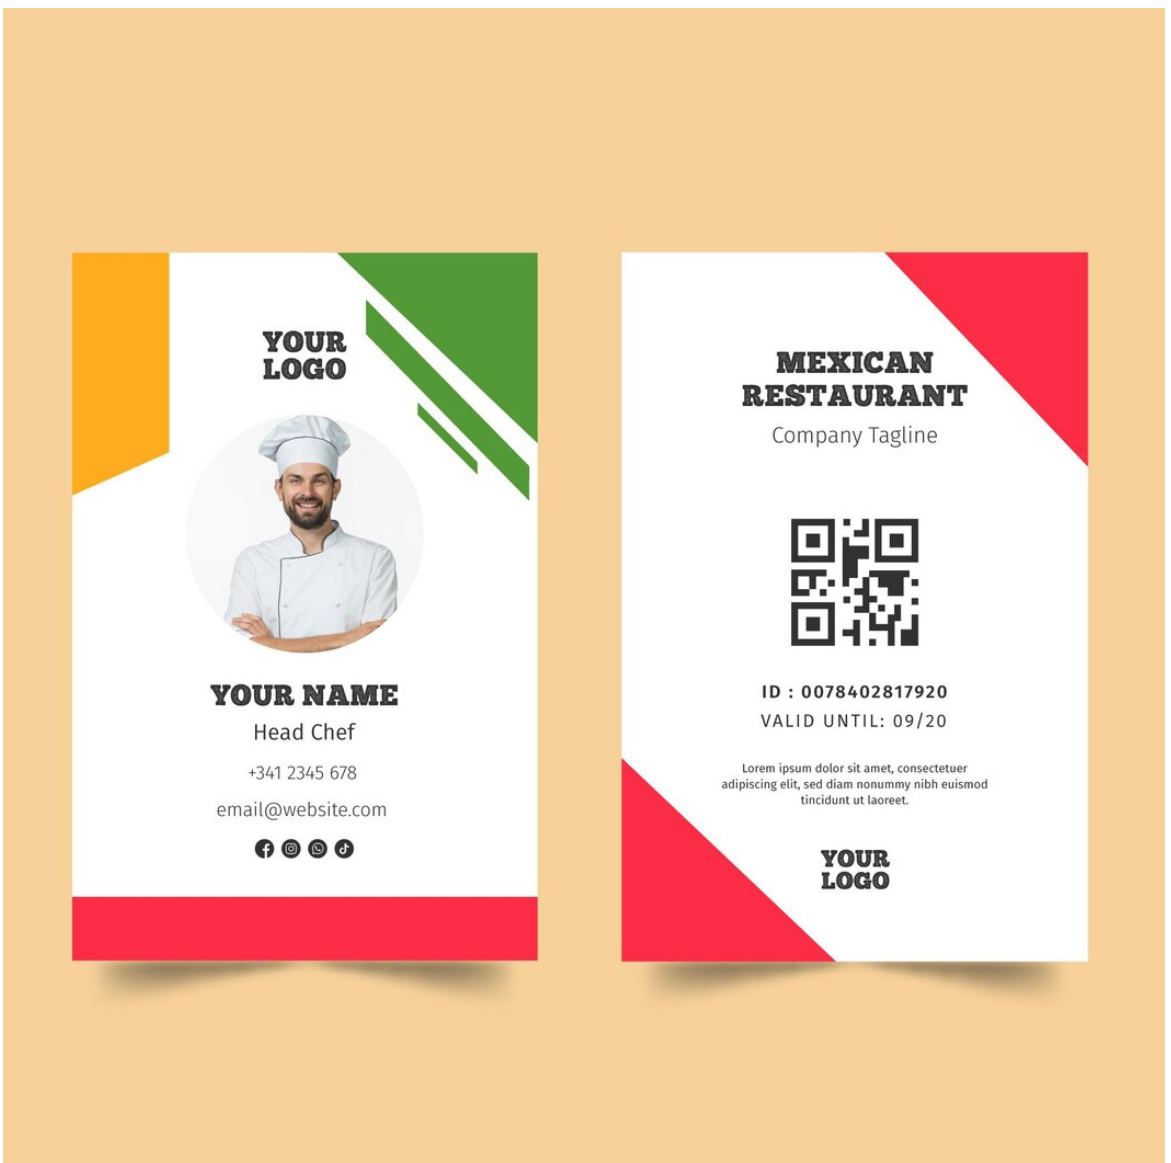 YOUR
LOGO
YOUR NAME
Head Chef
+341 2345 678
email@website.com
MEXICAN
RESTAURANT
Company Tagline
ID : 0078402817920
VALID UNTIL: 09/20
Lorem ipsum dolor sit amet, consectetuer
adipiscing elit, sed diam nonummy nibh euismod
tincidunt ut laoreet.
YOUR
LOGO